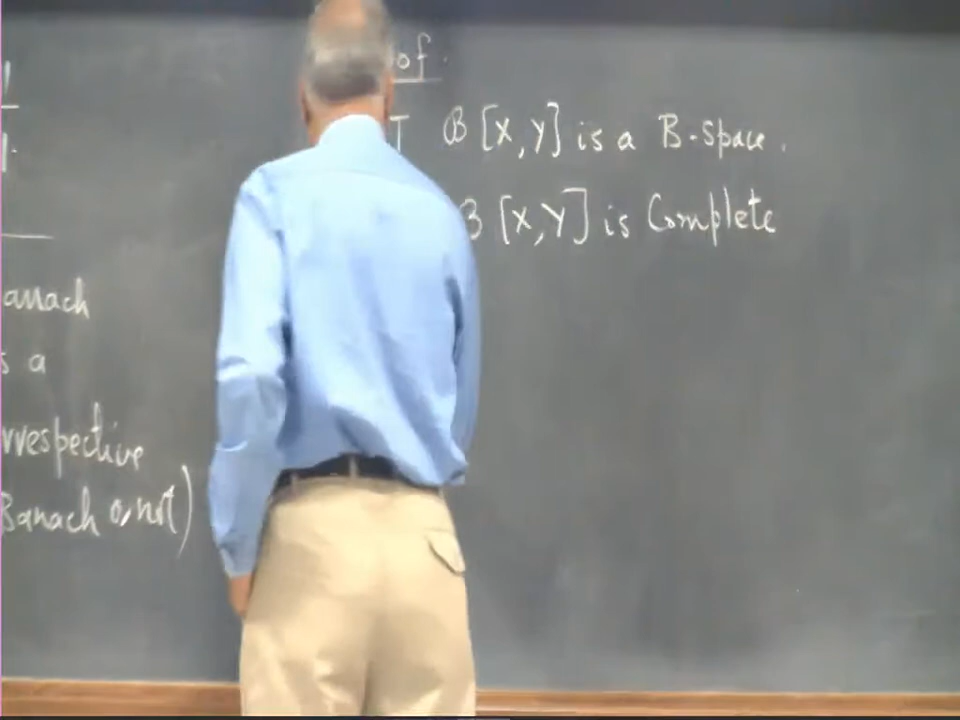 anach
s a
rrespective
Banach or not)
of.
T B [X, Y] is a B-Space.
B [X, Y] is Complete